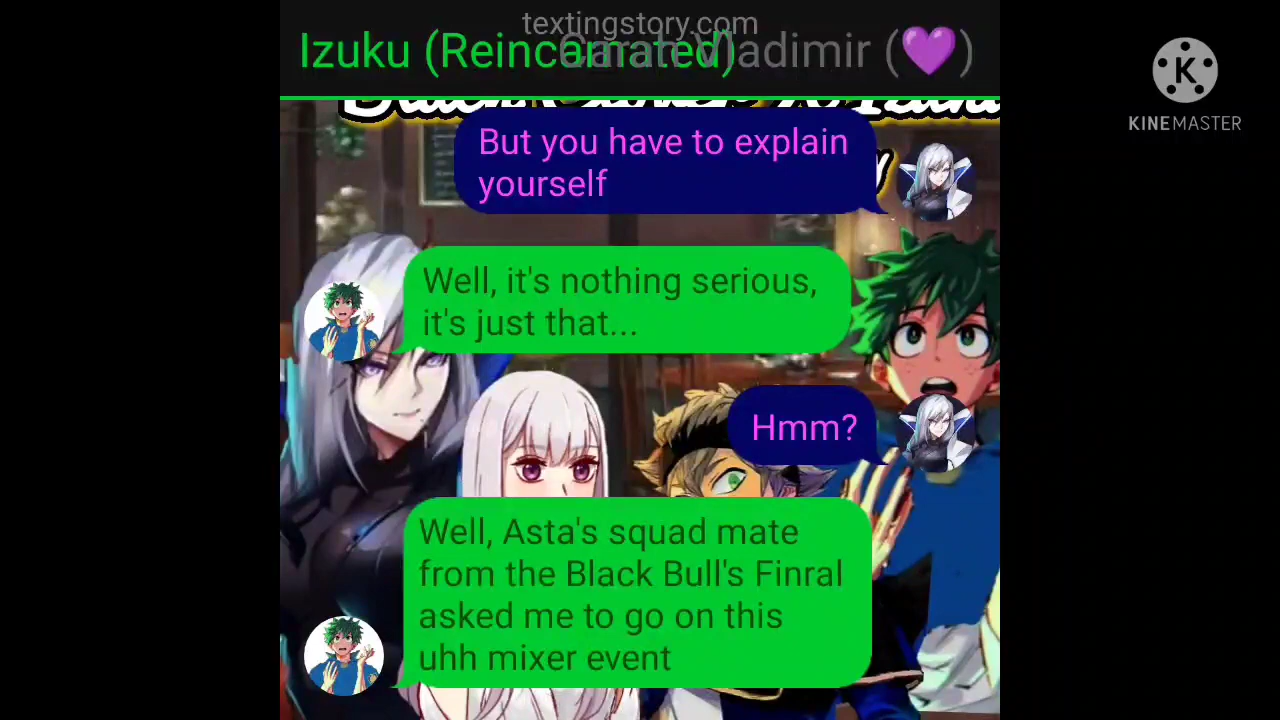 textingstory.com
Izuku (Reincarnated)
Vladimir (💜)
KINEMASTER
But you have to explain
yourself
Well, it's nothing serious,
it's just that...
Hmm?
Well, Asta's squad mate
from the Black Bull's Finral
asked me to go on this
uhh mixer event